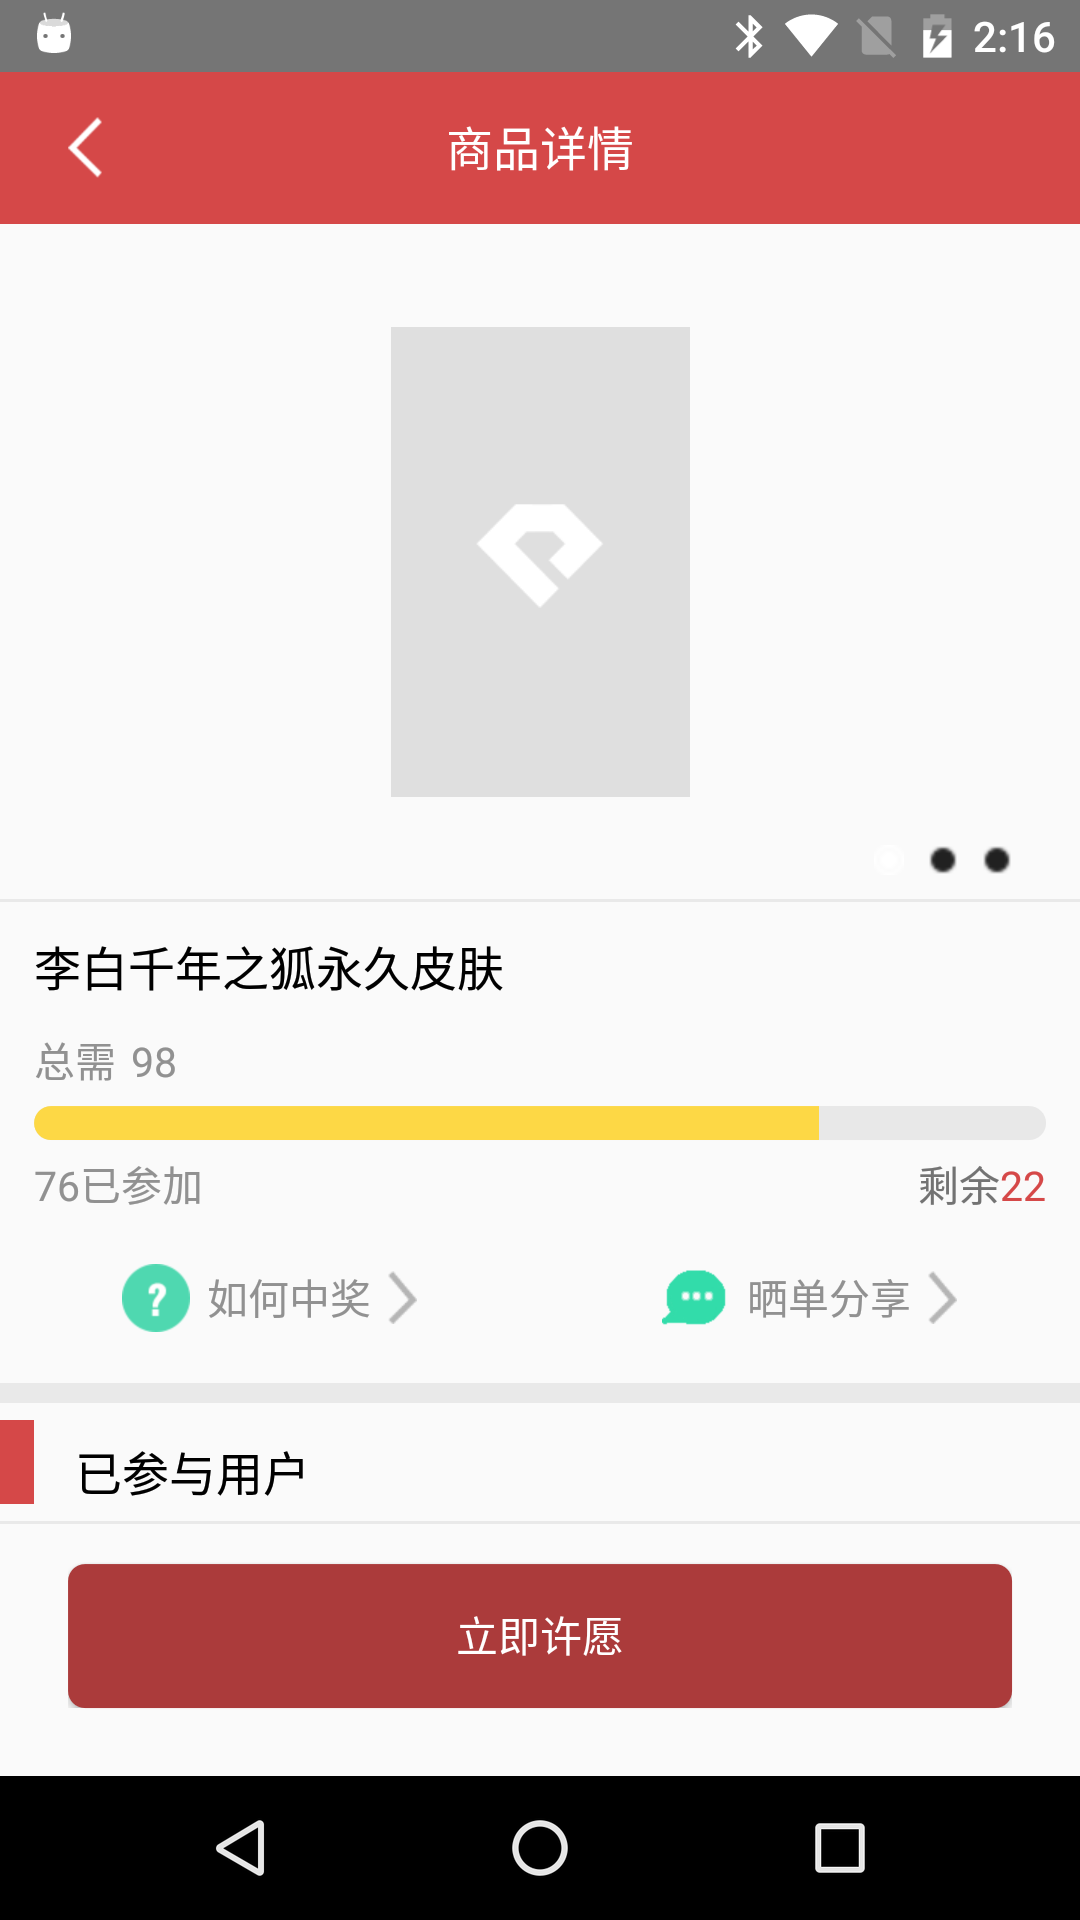 2:16
商品详情
李白千年之狐永久皮肤
总需 98
76已参加 剩余22
如何中奖 晒单分享
已参与用户
立即许愿